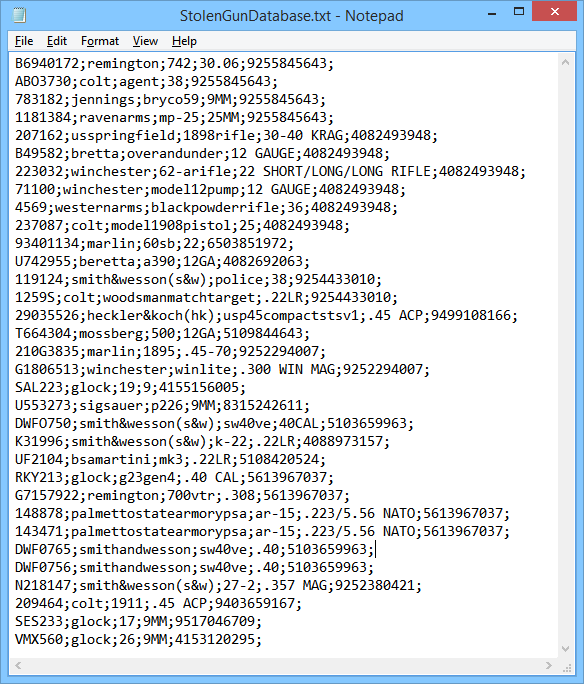 StolenGunDatabase.txt - Notepad
File Edit Format View Help
B6940172;remington;742;30.06;9255845643;
ABO3730;colt;agent;38;9255845643;
783182;jennings;bryco59;9MM;9255845643;
1181384;ravenarms;mp-25;25MM;9255845643;
207162;usspringfield;1898rifle;30-40 KRAG;4082493948;
B49582;bretta;overandunder;12 GAUGE;4082493948;
223032;winchester;62-arifle;22 SHORT/LONG/LONG RIFLE;4082493948;
71100;winchester;model12pump;12 GAUGE;4082493948;
4569;westernarms;blackpowderrifle;36;4082493948;
237087;colt;model1908pistol;25;4082493948;
93401134;marlin;60sb;22;6503851972;
U742955;beretta;a390;12GA;4082692063;
119124;smith&wesson(s&w);police;38;9254433010;
1259S;colt;woodsmanmatchtarget;.22LR;9254433010;
29035526;heckler&koch(hk);usp45compactstsv1;.45 ACP;9499108166;
T664304;mossberg;500;12GA;5109844643;
210G3835;marlin;1895;.45-70;9252294007;
G1806513;winchester;winlite;.300 WIN MAG;9252294007;
SAL223;glock;19;9;4155156005;
U553273;sigsauer;p226;9MM;8315242611;
DWFO750;smith&wesson(s&w);sw40ve;40CAL;5103659963;
K31996;smith&wesson(s&w);k-22;.22LR;4088973157;
UF2104;bsamartini;mk3;.22LR;5108420524;
RKY213;glock;g23gen4;.40 CAL;5613967037;
G7157922;remington;700vtr;.308;5613967037;
148878;palmettostatearmorypsa;ar-15;.223/5.56 NATO;5613967037;
143471;palmettostatearmorypsa;ar-15;.223/5.56 NATO;5613967037;
DWF0765;smithandwesson;sw40ve;.40;5103659963;
DWF0756;smithandwesson;sw40ve;.40;5103659963;
N218147;smith&wesson(s&w);27-2;.357 MAG;9252380421;
209464;colt;1911;.45 ACP;9403659167;
SES233;glock;17;9MM;9517046709;
VMX560;glock;26;9MM;4153120295;